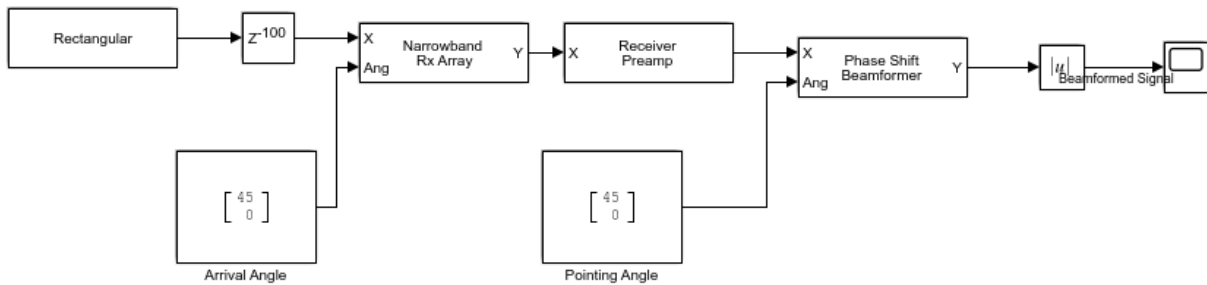 Rectangular
Z-100
X
Ang
Narrowband
Rx Array
Y
X
Receiver
Preamp
X
Ang
Phase Shift
Beamformer
Y
|u|
Beamformed Signal
45
0
Arrival Angle
45
0
Pointing Angle